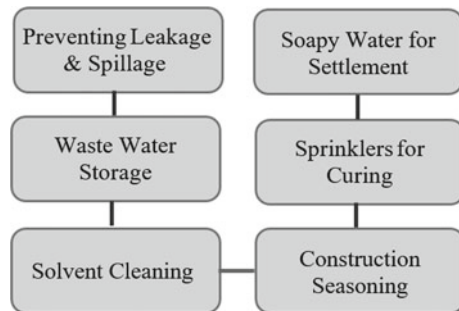 Preventing Leakage
& Spillage
Soapy Water for
Settlement
Waste Water
Storage
Sprinklers for
Curing
Solvent Cleaning
Construction
Seasoning